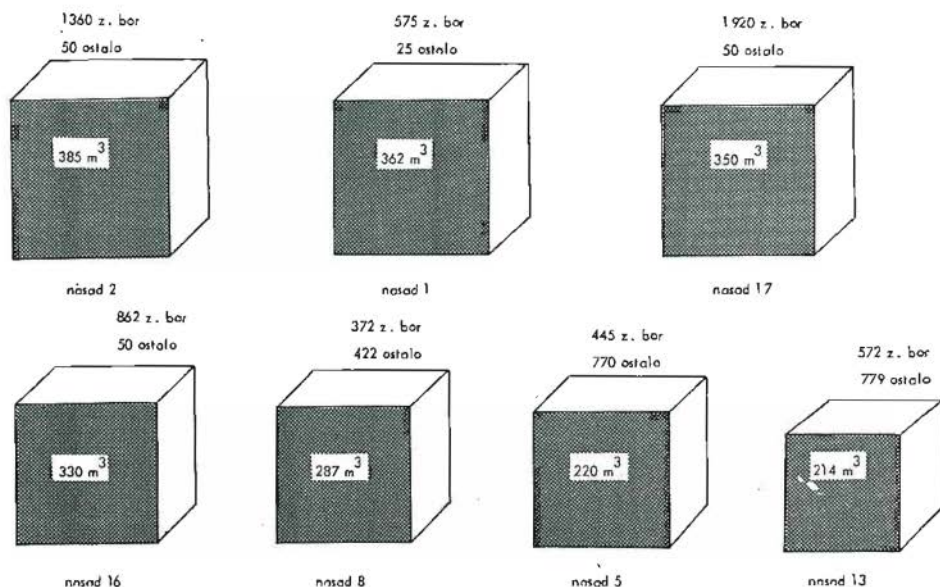 1360 z. bor
50 ostalo
385 m³
nasad 2
575 z. bor
25 ostalo
362 m³
nasad 1
1920 z. bor
50 ostalo
350 m³
nasad 17
862 z. bor
50 ostalo
330 m³
nasad 16
372 z. bor
422 ostalo
287 m³
nasad 8
445 z. bor
770 ostalo
220 m³
nasad 5
572 z. bor
779 ostalo
214 m³
nasad 13